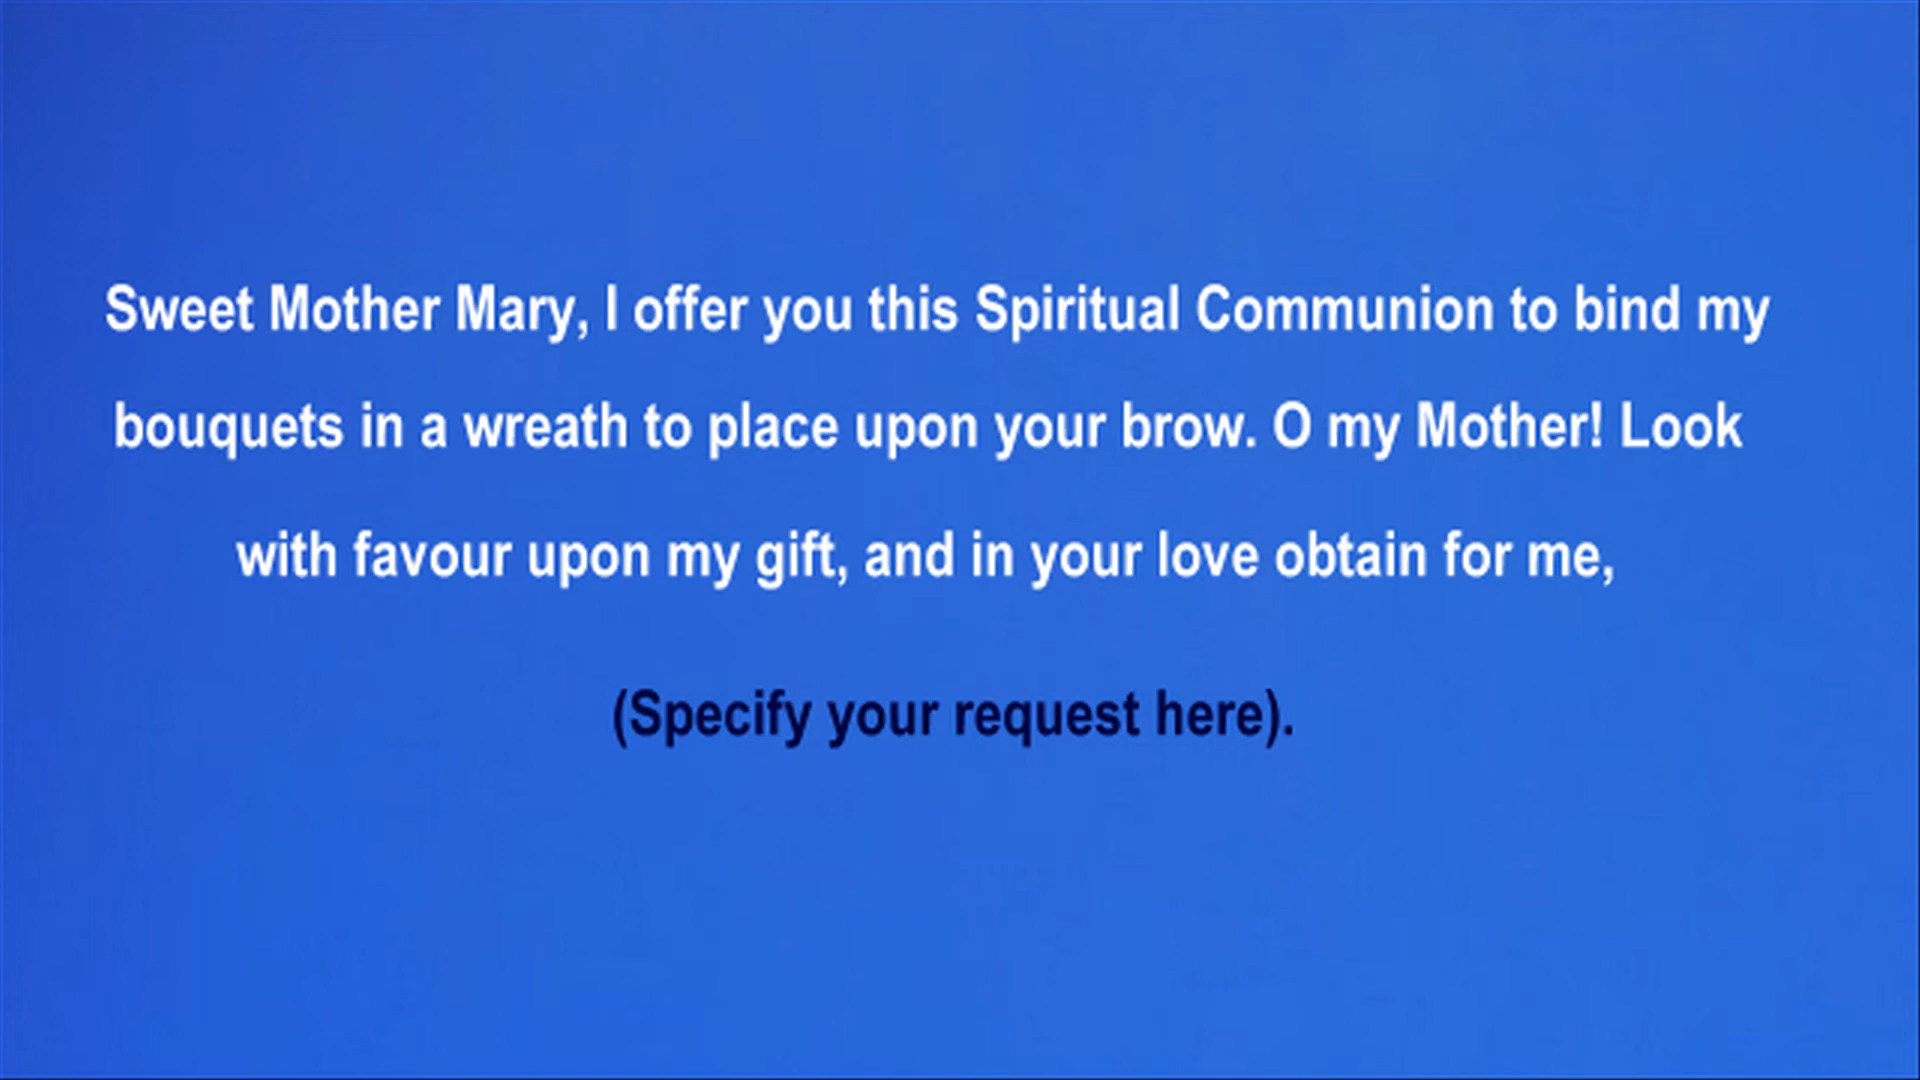 Sweet Mother Mary, I offer you this Spiritual Communion to bind my
bouquets in a wreath to place upon your brow. O my Mother! Look
with favour upon my gift, and in your love obtain for me,
(Specify your request here).